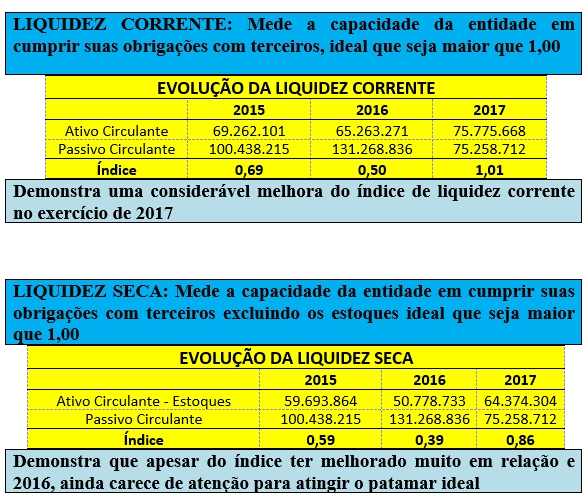 LIQUIDEZ CORRENTE: Mede a capacidade da entidade em
cumprir suas obrigações com terceiros, ideal que seja maior que 1,00
EVOLUÇÃO DA LIQUIDEZ CORRENTE
2015 2016 2017
Ativo Circulante 69.262.101 65.263.271 75.775.668
Passivo Circulante 100.438.215 131.268.836 75.258.712
Índice 0,69 0,50 1,01
Demonstra uma considerável melhora do índice de liquidez corrente
no exercício de 2017
LIQUIDEZ SECA: Mede a capacidade da entidade em cumprir suas
obrigações com terceiros excluindo os estoques ideal que seja maior
que 1,00
EVOLUÇÃO DA LIQUIDEZ SECA
2015 2016 2017
Ativo Circulante - Estoques 59.693.864 50.778.733 64.374.304
Passivo Circulante 100.438.215 131.268.836 75.258.712
Índice 0,59 0,39 0,86
Demonstra que apesar do índice ter melhorado muito em relação e
2016, ainda carece de atenção para atingir o patamar ideal